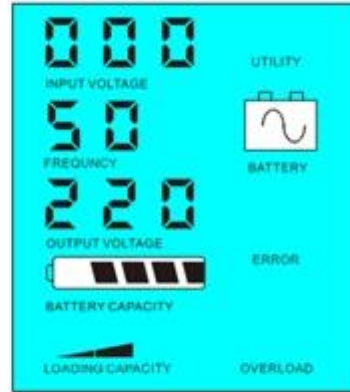 000
INPUT VOLTAGE
UTILITY
50
FREQUNCY
BATTERY
220
OUTPUT VOLTAGE
ERROR
BATTERY CAPACITY
LOADING CAPACITY
OVERLOAD